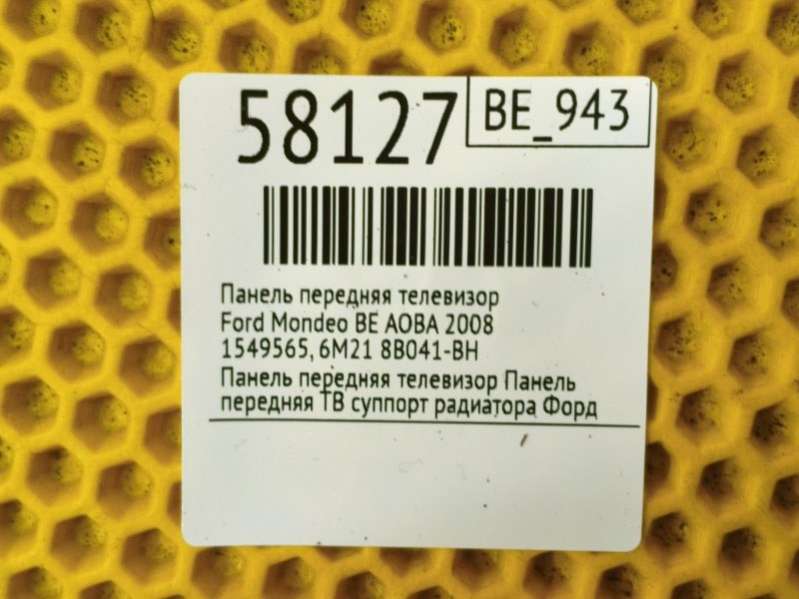 58127
BE_943
Панель передняя телевизор
Ford Mondeo BE AOBA 2008
1549565, 6M21 8B041-BH
Панель передняя телевизор Панель
передняя ТВ суппорт радиатора Форд